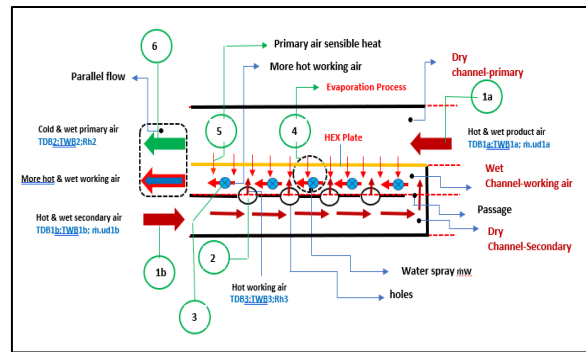 6
Primary air sensible heat
More hot working air
Dry
channel-primary
1a
Parallel flow
Evaporation Process
5
4
Cold & wet primary air
TDB2;TWB2;Rh2
HEX Plate
Hot & wet product air
TDB1a;TWB1a; ṁ.ud1a
More hot & wet working air
Wet
Channel-working air
Hot & wet secondary air
TDB1b;TWB1b; ṁ.ud1b
Passage
Dry
Channel-Secondary
1b
2
Water spray ṁw
Hot working air
TDB3;TWB3;Rh3
holes
3